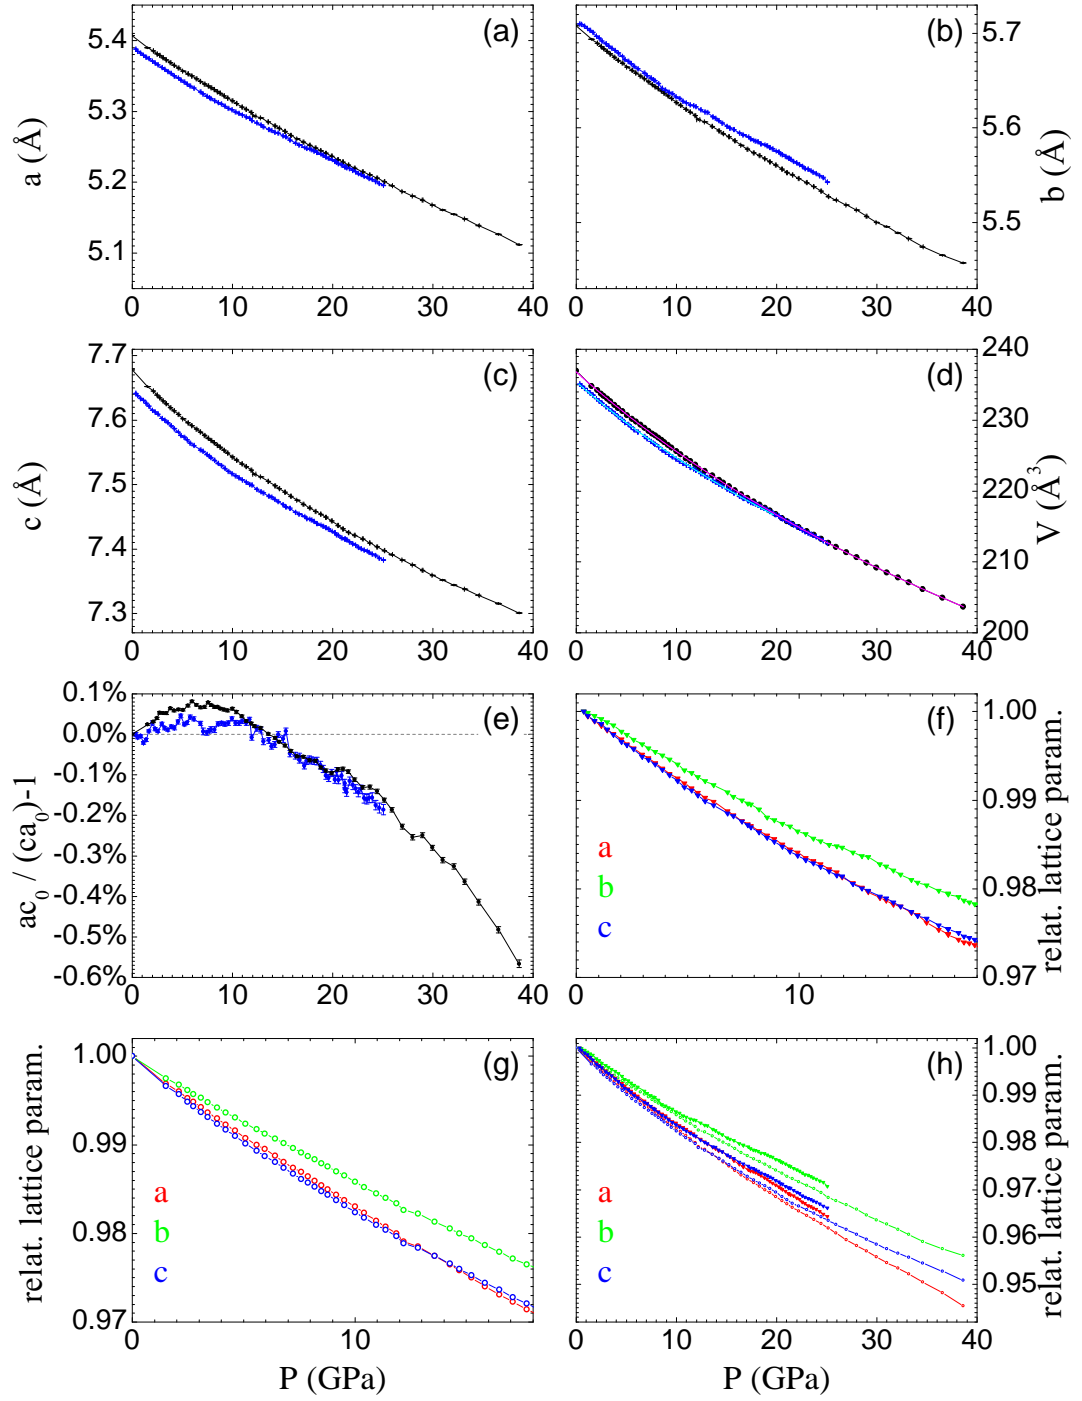 (a)
5.4
5.3
5.2
5.1
a (Å)
0 10 20 30 40
(b)
5.7
5.6
5.5
b (Å)
0 10 20 30 40
(c)
7.7
7.6
7.5
7.4
7.3
c (Å)
0 10 20 30 40
(d)
240
230
220
210
200
V (Å³)
0 10 20 30 40
(e)
0.1%
0.0%
-0.1%
-0.2%
-0.3%
-0.4%
-0.5%
-0.6%
ac₀ / (ca₀)-1
0 10 20 30 40
(f)
1.00
0.99
0.98
0.97
relat. lattice param.
a
b
c
0 10
(g)
1.00
0.99
0.98
0.97
relat. lattice param.
a
b
c
0 10
P (GPa)
(h)
1.00
0.99
0.98
0.97
0.96
0.95
relat. lattice param.
a
b
c
0 10 20 30 40
P (GPa)